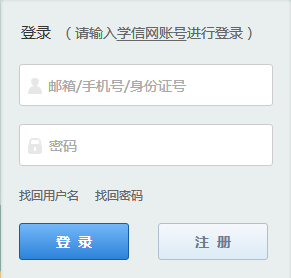 登录 （请输入学信网账号进行登录）
邮箱/手机号/身份证号
密码
找回用户名 找回密码
登 录 注 册